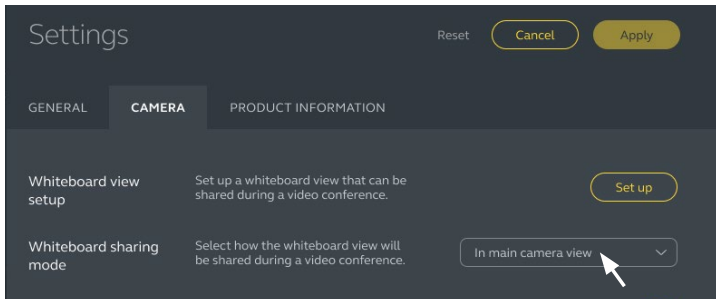 Settings
Reset
Cancel
Apply
GENERAL
CAMERA
PRODUCT INFORMATION
Whiteboard view
setup
Set up a whiteboard view that can be
shared during a video conference.
Set up
Whiteboard sharing
mode
Select how the whiteboard view will
be shared during a video conference.
In main camera view